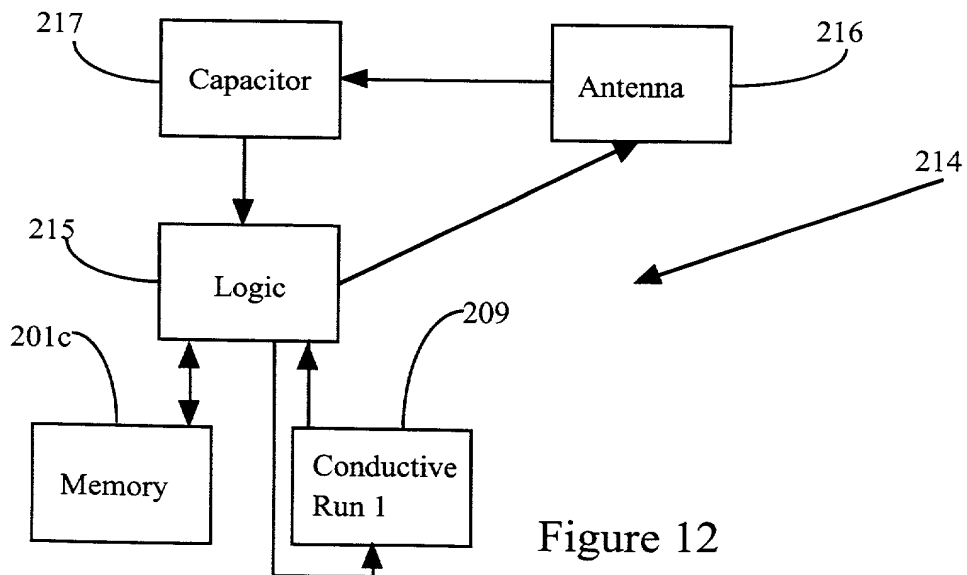 217
Capacitor
Antenna
216
214
215
Logic
201c
209
Memory
Conductive
Run 1
Figure 12